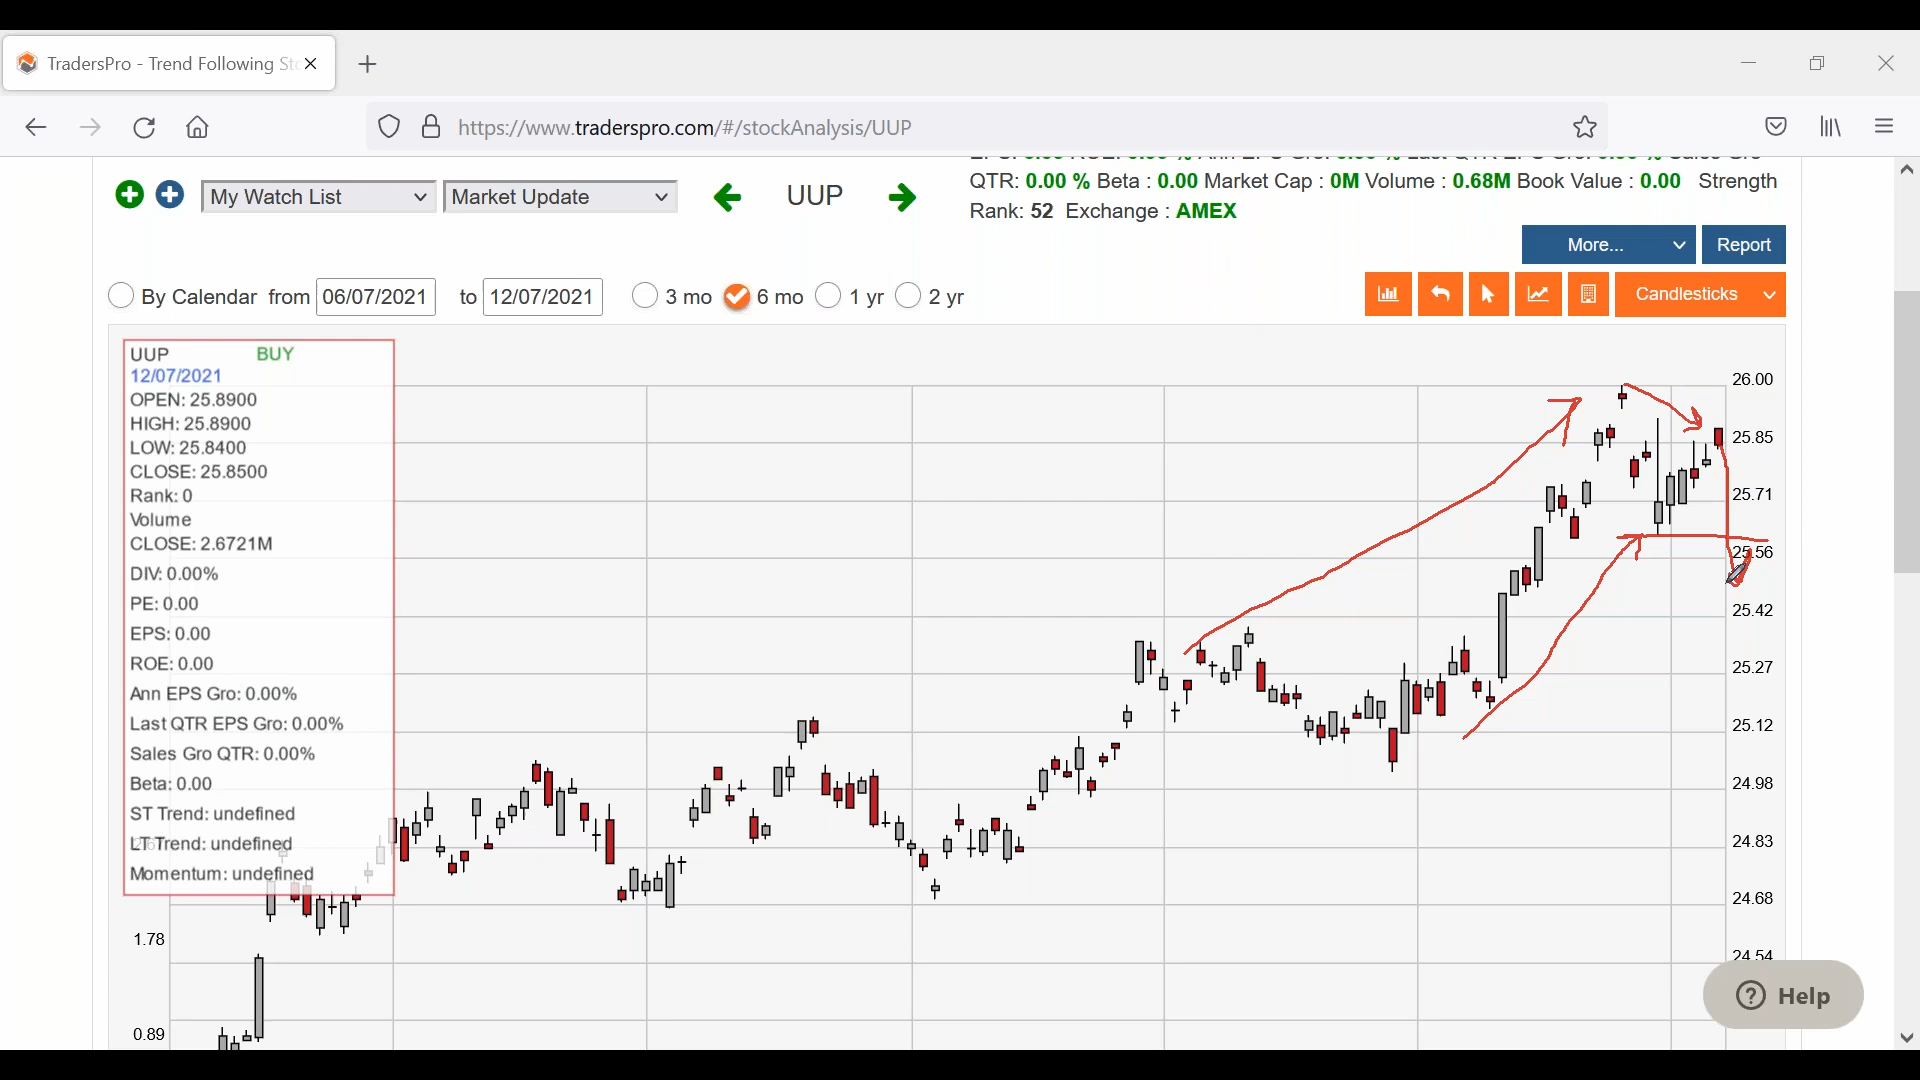 TradersPro - Trend Following Sto
https://www.traderspro.com/#/stockAnalysis/UUP
My Watch List
Market Update
UUP
QTR: 0.00 % Beta : 0.00 Market Cap : 0M Volume : 0.68M Book Value : 0.00 Strength
Rank: 52 Exchange : AMEX
More...
Report
By Calendar from 06/07/2021 to 12/07/2021 3 mo 6 mo 1 yr 2 yr
Candlesticks
UUP BUY
12/07/2021
OPEN: 25.8900
HIGH: 25.8900
LOW: 25.8400
CLOSE: 25.8500
Rank: 0
Volume
CLOSE: 2.6721M
DIV: 0.00%
PE: 0.00
EPS: 0.00
ROE: 0.00
Ann EPS Gro: 0.00%
Last QTR EPS Gro: 0.00%
Sales Gro QTR: 0.00%
Beta: 0.00
ST Trend: undefined
LT Trend: undefined
Momentum: undefined
1.78
0.89
26.00
25.85
25.71
25.56
25.42
25.27
25.12
24.98
24.83
24.68
24.54
Help